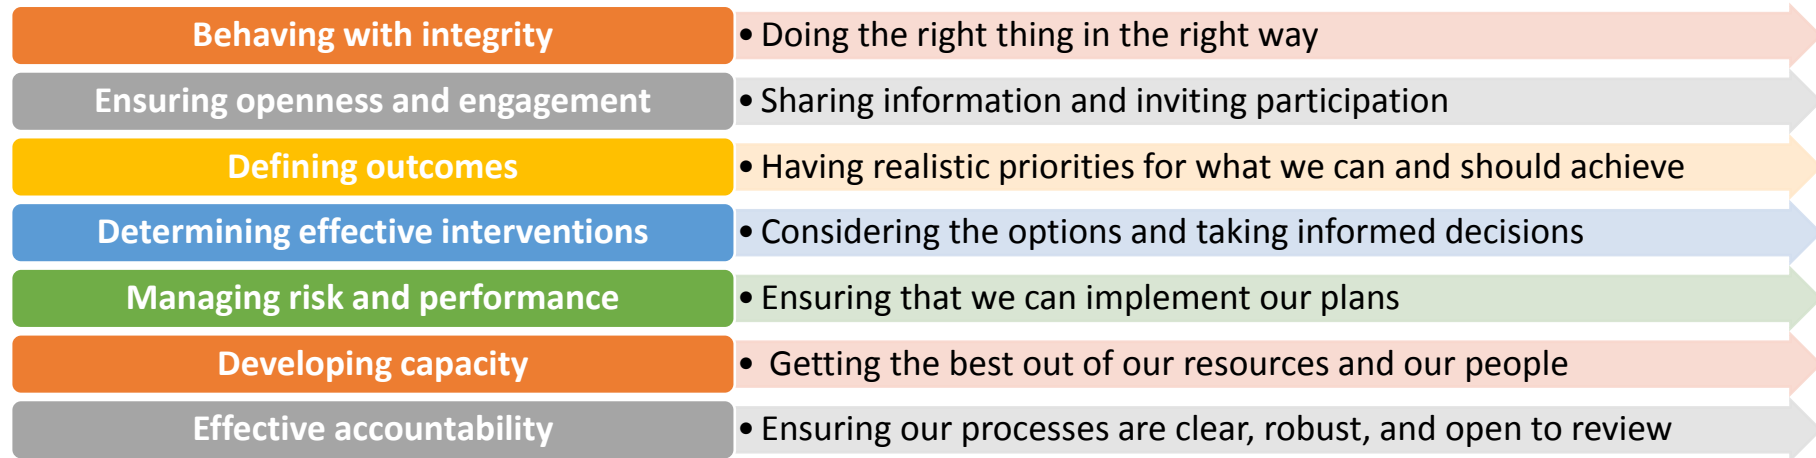 Behaving with integrity
• Doing the right thing in the right way
Ensuring openness and engagement
• Sharing information and inviting participation
Defining outcomes
• Having realistic priorities for what we can and should achieve
Determining effective interventions
• Considering the options and taking informed decisions
Managing risk and performance
• Ensuring that we can implement our plans
Developing capacity
• Getting the best out of our resources and our people
Effective accountability
• Ensuring our processes are clear, robust, and open to review